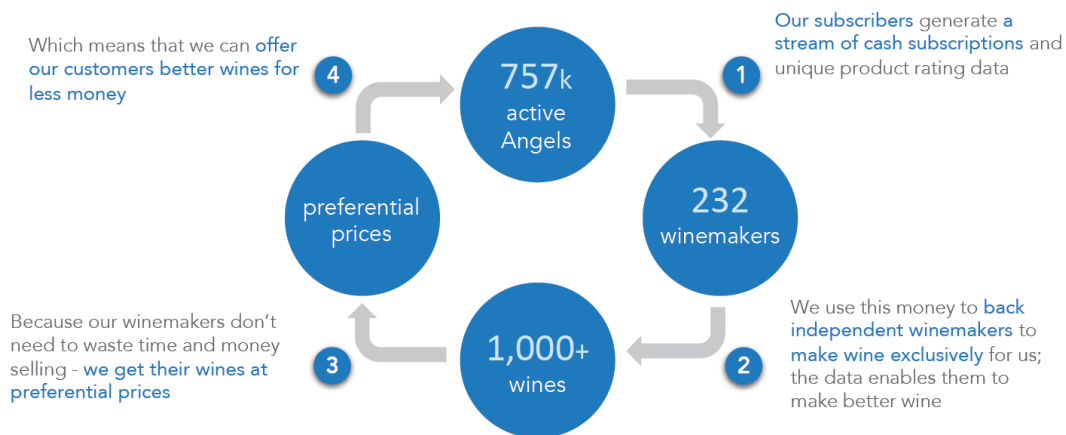 757k
active
Angels
1
Our subscribers generate a
stream of cash subscriptions and
unique product rating data
232
winemakers
2
We use this money to back
independent winemakers to
make wine exclusively for us;
the data enables them to
make better wine
1,000+
wines
3
Because our winemakers don’t
need to waste time and money
selling - we get their wines at
preferential prices
preferential
prices
4
Which means that we can offer
our customers better wines for
less money